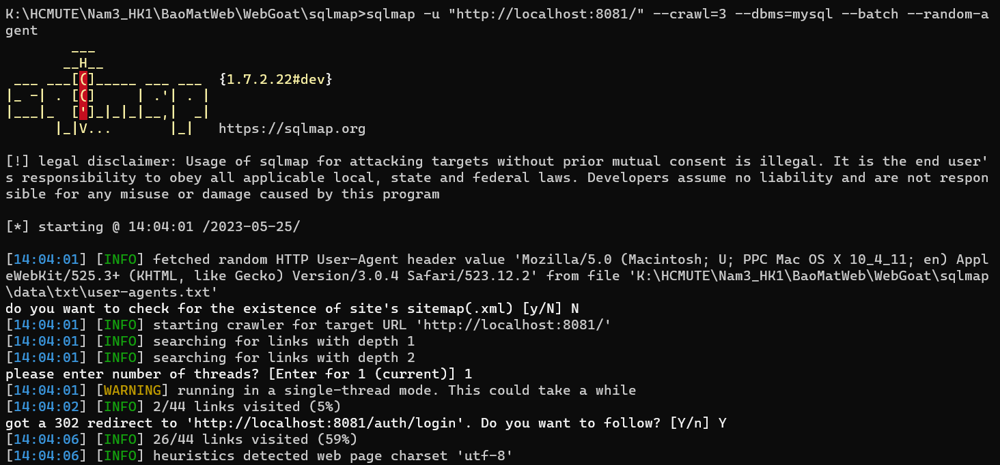 K:\HCMUTE\Nam3_HK1\BaoMatWeb\WebGoat\sqlmap>sqlmap -u "http://localhost:8081/" --crawl=3 --dbms=mysql --batch --random-a
gent
        ___
       __H__
 ___ ___[(]_____ ___ ___  {1.7.2.22#dev}
|_ -| . [(]     | .'| . |
|___|_  [']_|_|_|__,|  _|
      |_|V...       |_|   https://sqlmap.org

[!] legal disclaimer: Usage of sqlmap for attacking targets without prior mutual consent is illegal. It is the end user'
s responsibility to obey all applicable local, state and federal laws. Developers assume no liability and are not respon
sible for any misuse or damage caused by this program

[*] starting @ 14:04:01 /2023-05-25/

[14:04:01] [INFO] fetched random HTTP User-Agent header value 'Mozilla/5.0 (Macintosh; U; PPC Mac OS X 10_4_11; en) Appl
eWebKit/525.3+ (KHTML, like Gecko) Version/3.0.4 Safari/523.12.2' from file 'K:\HCMUTE\Nam3_HK1\BaoMatWeb\WebGoat\sqlmap
\data\txt\user-agents.txt'
do you want to check for the existence of site's sitemap(.xml) [y/N] N
[14:04:01] [INFO] starting crawler for target URL 'http://localhost:8081/'
[14:04:01] [INFO] searching for links with depth 1
[14:04:01] [INFO] searching for links with depth 2
please enter number of threads? [Enter for 1 (current)] 1
[14:04:01] [WARNING] running in a single-thread mode. This could take a while
[14:04:02] [INFO] 2/44 links visited (5%)
got a 302 redirect to 'http://localhost:8081/auth/login'. Do you want to follow? [Y/n] Y
[14:04:06] [INFO] 26/44 links visited (59%)
[14:04:06] [INFO] heuristics detected web page charset 'utf-8'